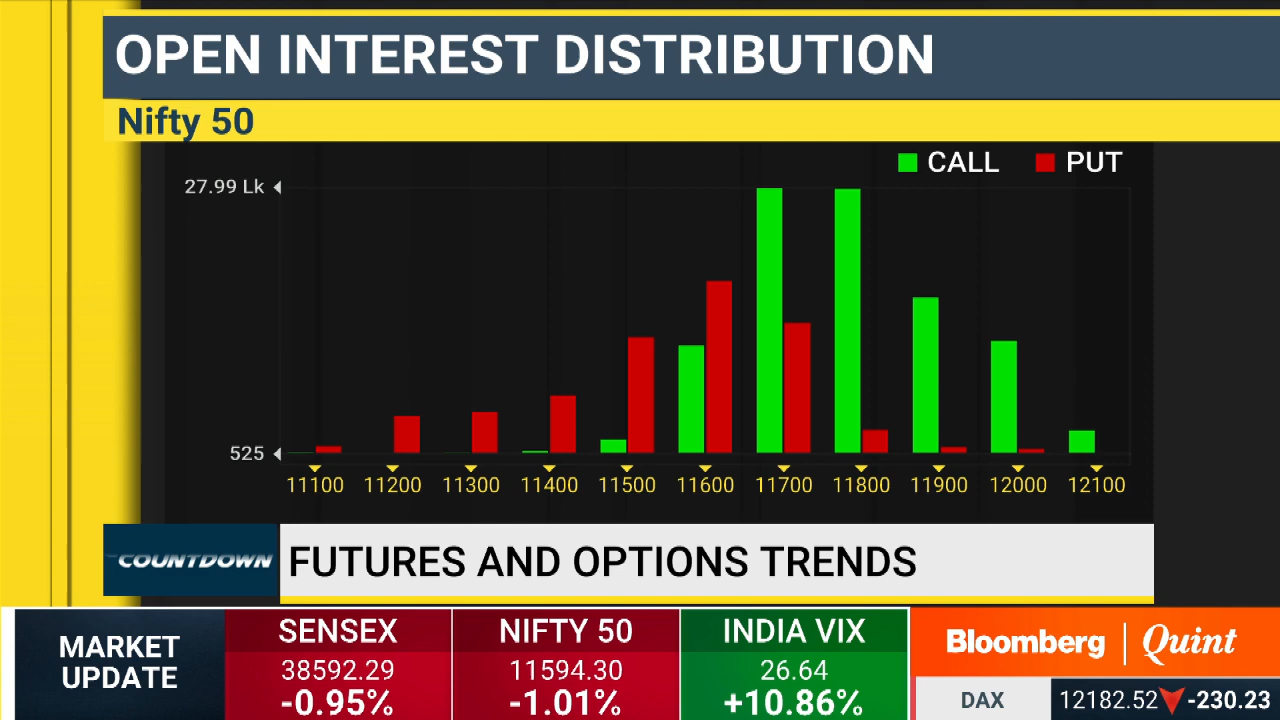 OPEN INTEREST DISTRIBUTION
Nifty 50
CALL PUT
27.99 Lk
525
11100 11200 11300 11400 11500 11600 11700 11800 11900 12000 12100
COUNTDOWN
FUTURES AND OPTIONS TRENDS
MARKET UPDATE
SENSEX
38592.29
-0.95%
NIFTY 50
11594.30
-1.01%
INDIA VIX
26.64
+10.86%
Bloomberg | Quint
DAX 12182.52 -230.23